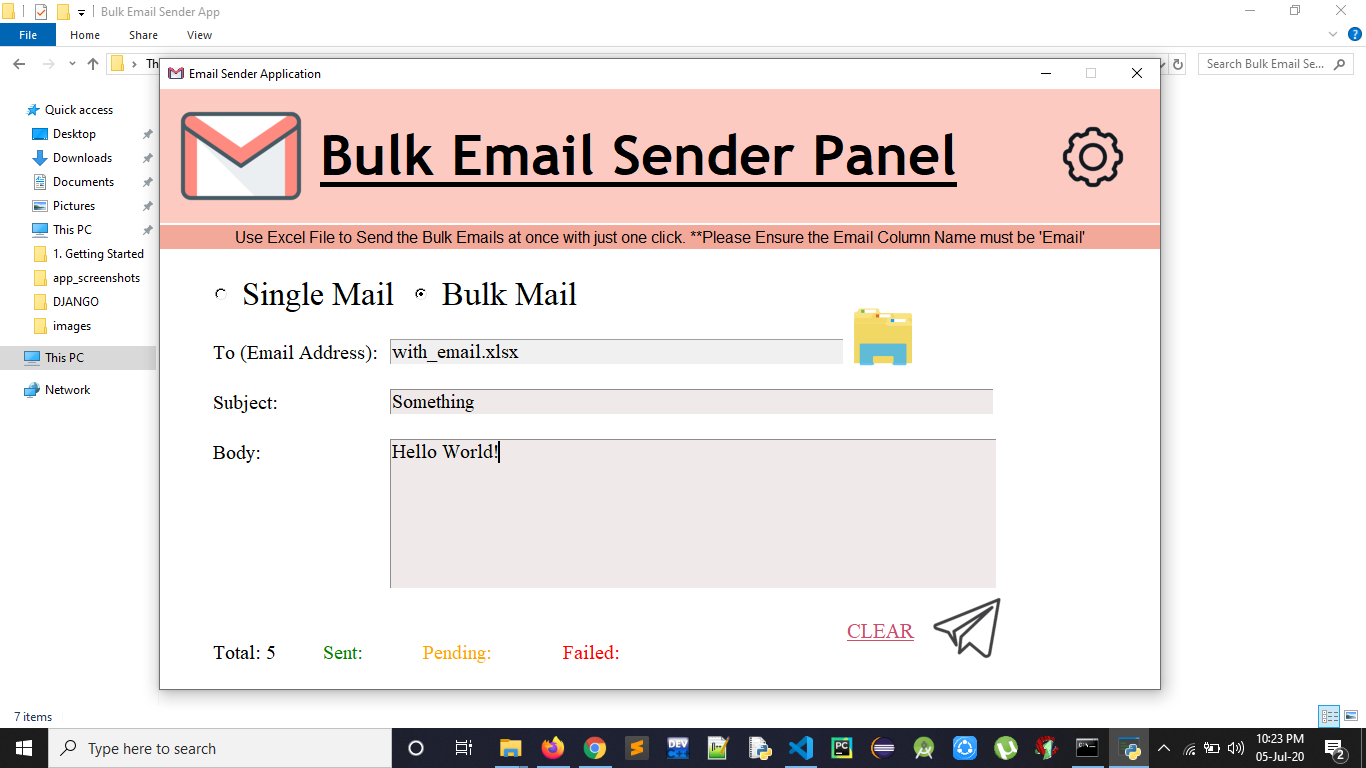 Bulk Email Sender App
File Home Share View
Th
Search Bulk Email Se...
Email Sender Application
Quick access
Desktop
Downloads
Documents
Pictures
This PC
1. Getting Started
app_screenshots
DJANGO
images
This PC
Network
Bulk Email Sender Panel
Use Excel File to Send the Bulk Emails at once with just one click. **Please Ensure the Email Column Name must be 'Email'
Single Mail Bulk Mail
To (Email Address): with_email.xlsx
Subject: Something
Body: Hello World!
CLEAR
Total: 5 Sent: Pending: Failed:
7 items
Type here to search
DEV
PC
10:23 PM
05-Jul-20
2